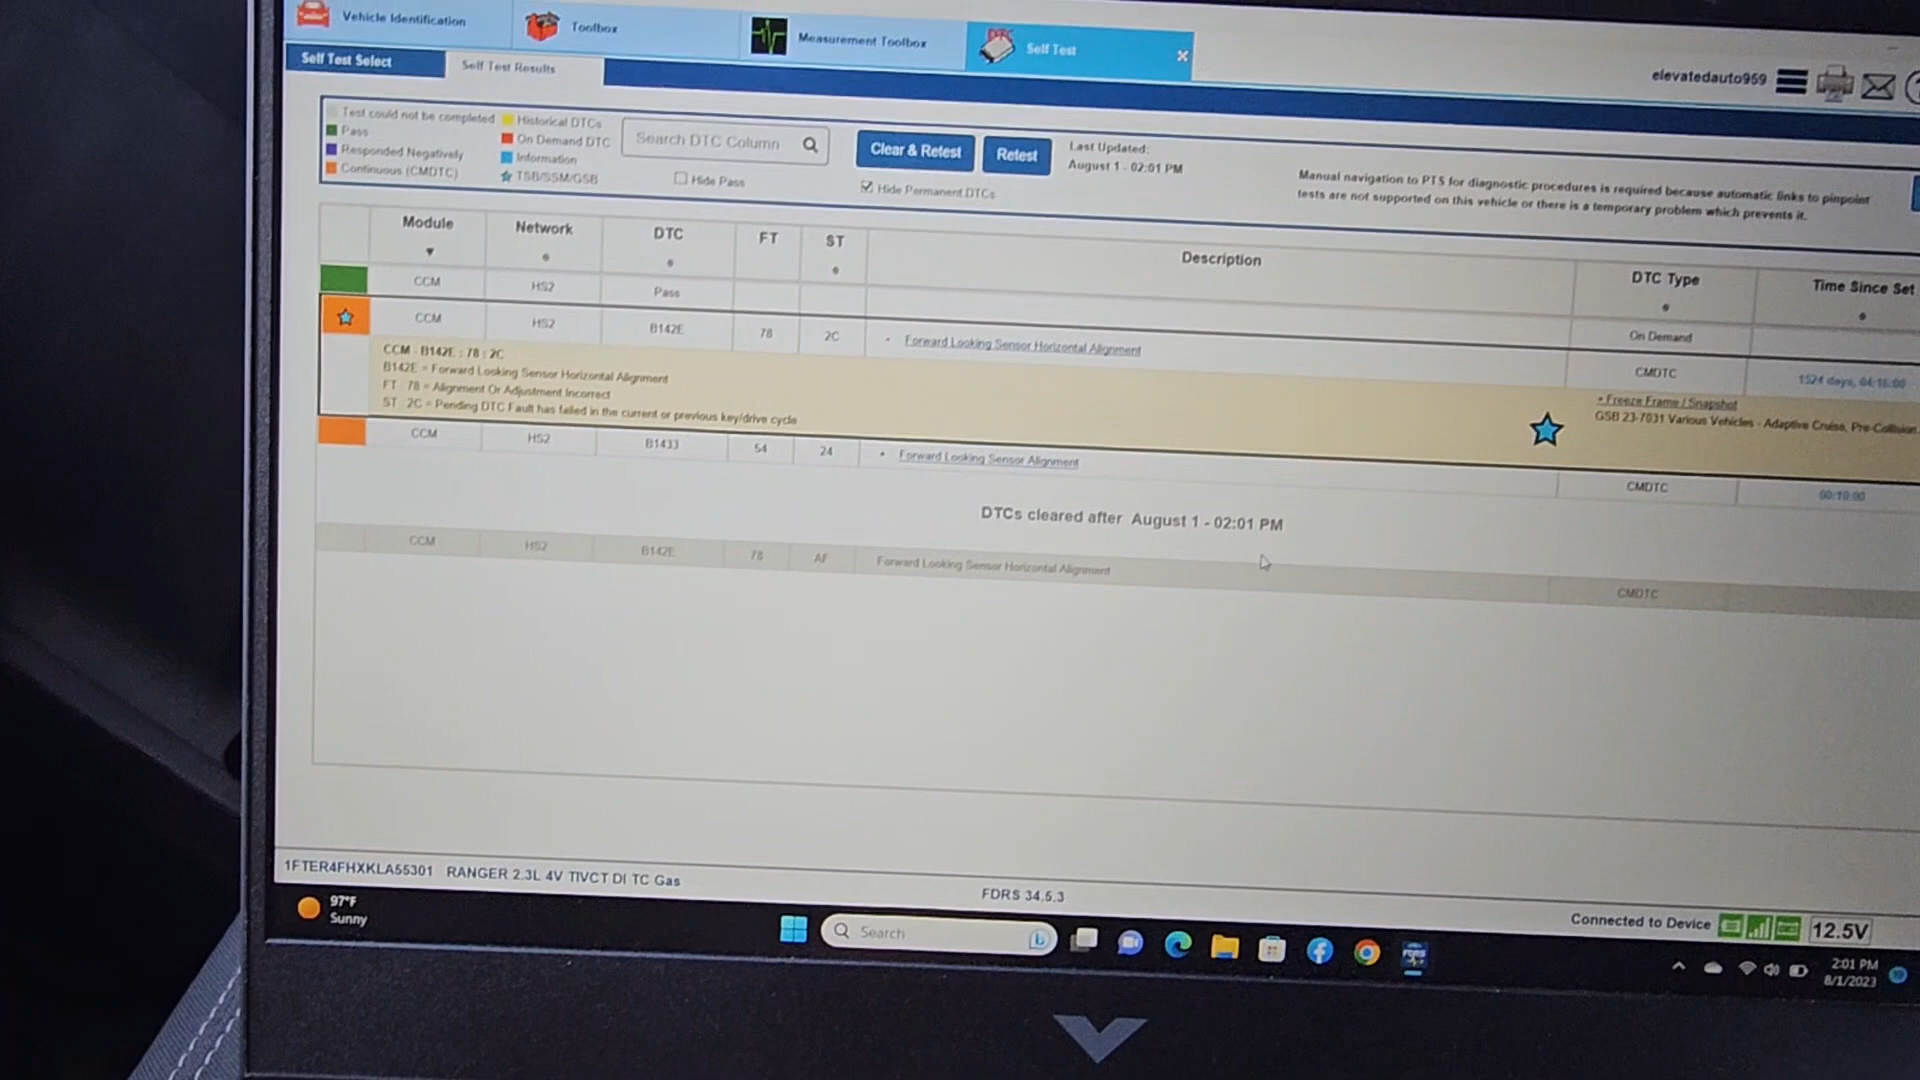 Vehicle Identification
Toolbox
Measurement Toolbox
DTC
Self Test
Self Test Select
Self Test Results
elevatedauto959
Test could not be completed
Pass
Responded Negatively
Continuous (CMDTC)
Historical DTCs
On Demand DTC
Information
TSB/SSM/GSB
Search DTC Column
Hide Pass
Clear & Retest
Retest
Hide Permanent DTCs
Last Updated:
August 1 - 02:01 PM
Manual navigation to PTS for diagnostic procedures is required because automatic links to pinpoint
tests are not supported on this vehicle or there is a temporary problem which prevents it.
Module Network DTC FT ST Description DTC Type Time Since Set
CCM HS2 Pass On Demand
CCM HS2 B142E 78 2C - Forward Looking Sensor Horizontal Alignment CMDTC 1524 days, 04:16:00
CCM - B142E : 78 : 2C
B142E = Forward Looking Sensor Horizontal Alignment
FT 78 = Alignment Or Adjustment Incorrect
ST 2C = Pending DTC Fault has failed in the current or previous key/drive cycle
• Freeze Frame / Snapshot
GSB 23-7031 Various Vehicles - Adaptive Cruise, Pre-Collision
CCM HS2 B1433 54 24 • Forward Looking Sensor Alignment CMDTC 00:10:00
DTCs cleared after August 1 - 02:01 PM
CCM HS2 B142E 78 AF Forward Looking Sensor Horizontal Alignment CMDTC
1FTER4FHXKLA55301 RANGER 2.3L 4V TIVCT DI TC Gas
FDRS 34.5.3
Connected to Device 12.5V
97°F
Sunny
Search
FDRS
2:01 PM
8/1/2023